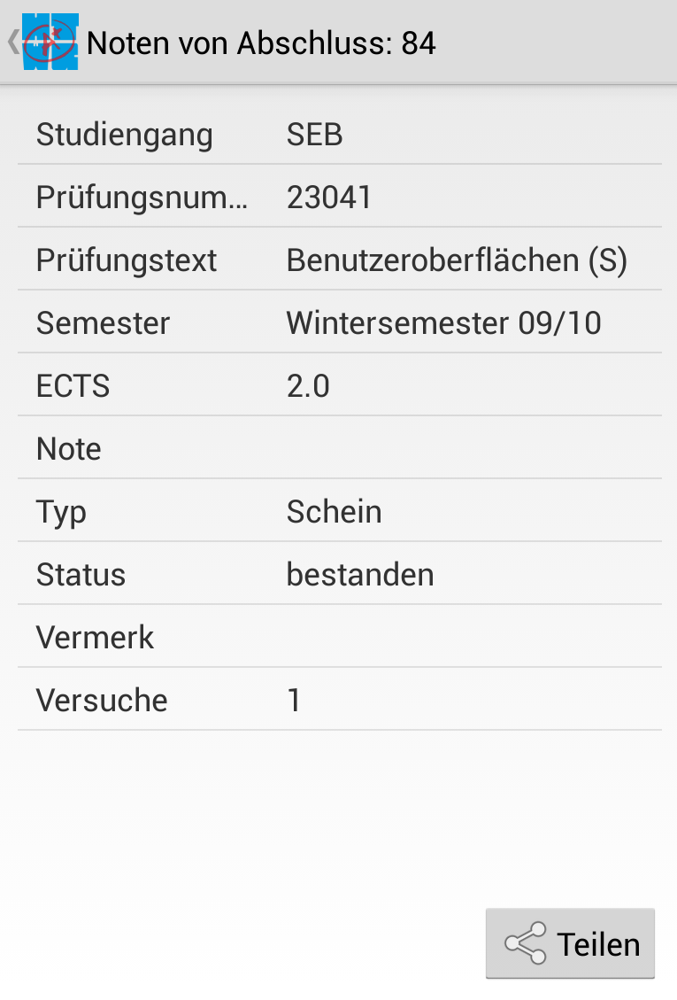 Noten von Abschluss: 84
Studiengang SEB
Prüfungsnum... 23041
Prüfungstext Benutzeroberflächen (S)
Semester Wintersemester 09/10
ECTS 2.0
Note
Typ Schein
Status bestanden
Vermerk
Versuche 1
Teilen